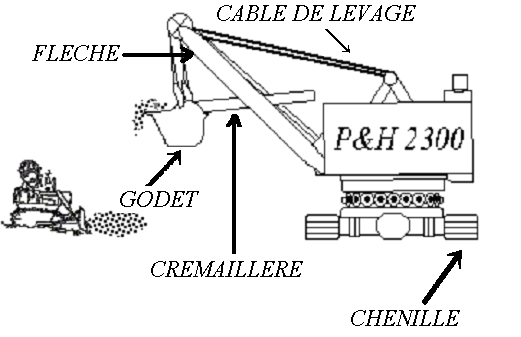 CABLE DE LEVAGE
FLECHE
P&H 2300
GODET
CREMAILLERE
CHENILLE